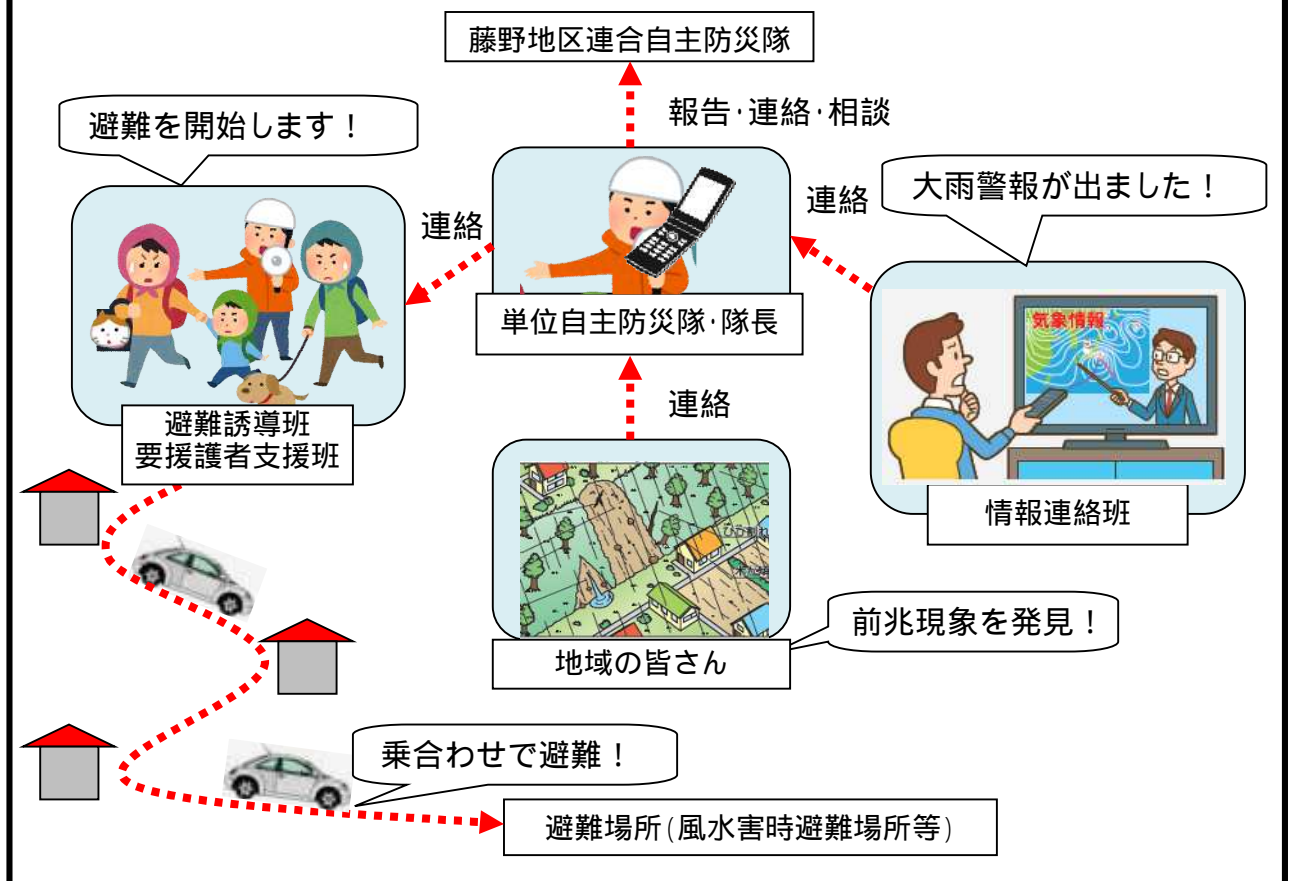 藤野地区連合自主防災隊
報告・連絡・相談
避難を開始します！
大雨警報が出ました！
連絡
連絡
気象情報
単位自主防災隊・隊長
避難誘導班
要援護者支援班
連絡
情報連絡班
ひび割れ
前兆現象を発見！
地域の皆さん
乗合わせで避難！
避難場所(風水害時避難場所等)